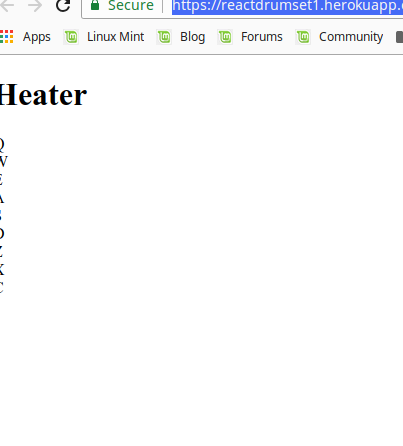 Secure https://reactdrumset1.herokuapp.c
Apps Linux Mint Blog Forums Community
Heater
Q
W
E
A
S
D
Z
X
C